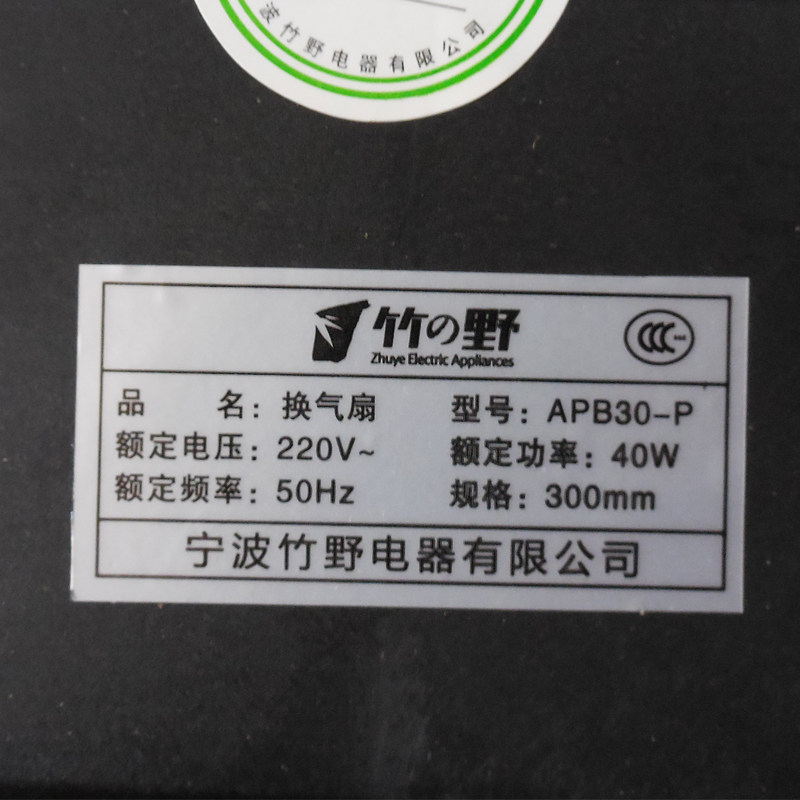 波竹野电器有限公司
竹の野
Zhuye Electric Appliances
CCC
品 名: 换气扇 型号: APB30-P
额定电压: 220V~ 额定功率: 40W
额定频率: 50Hz 规格: 300mm
宁波竹野电器有限公司